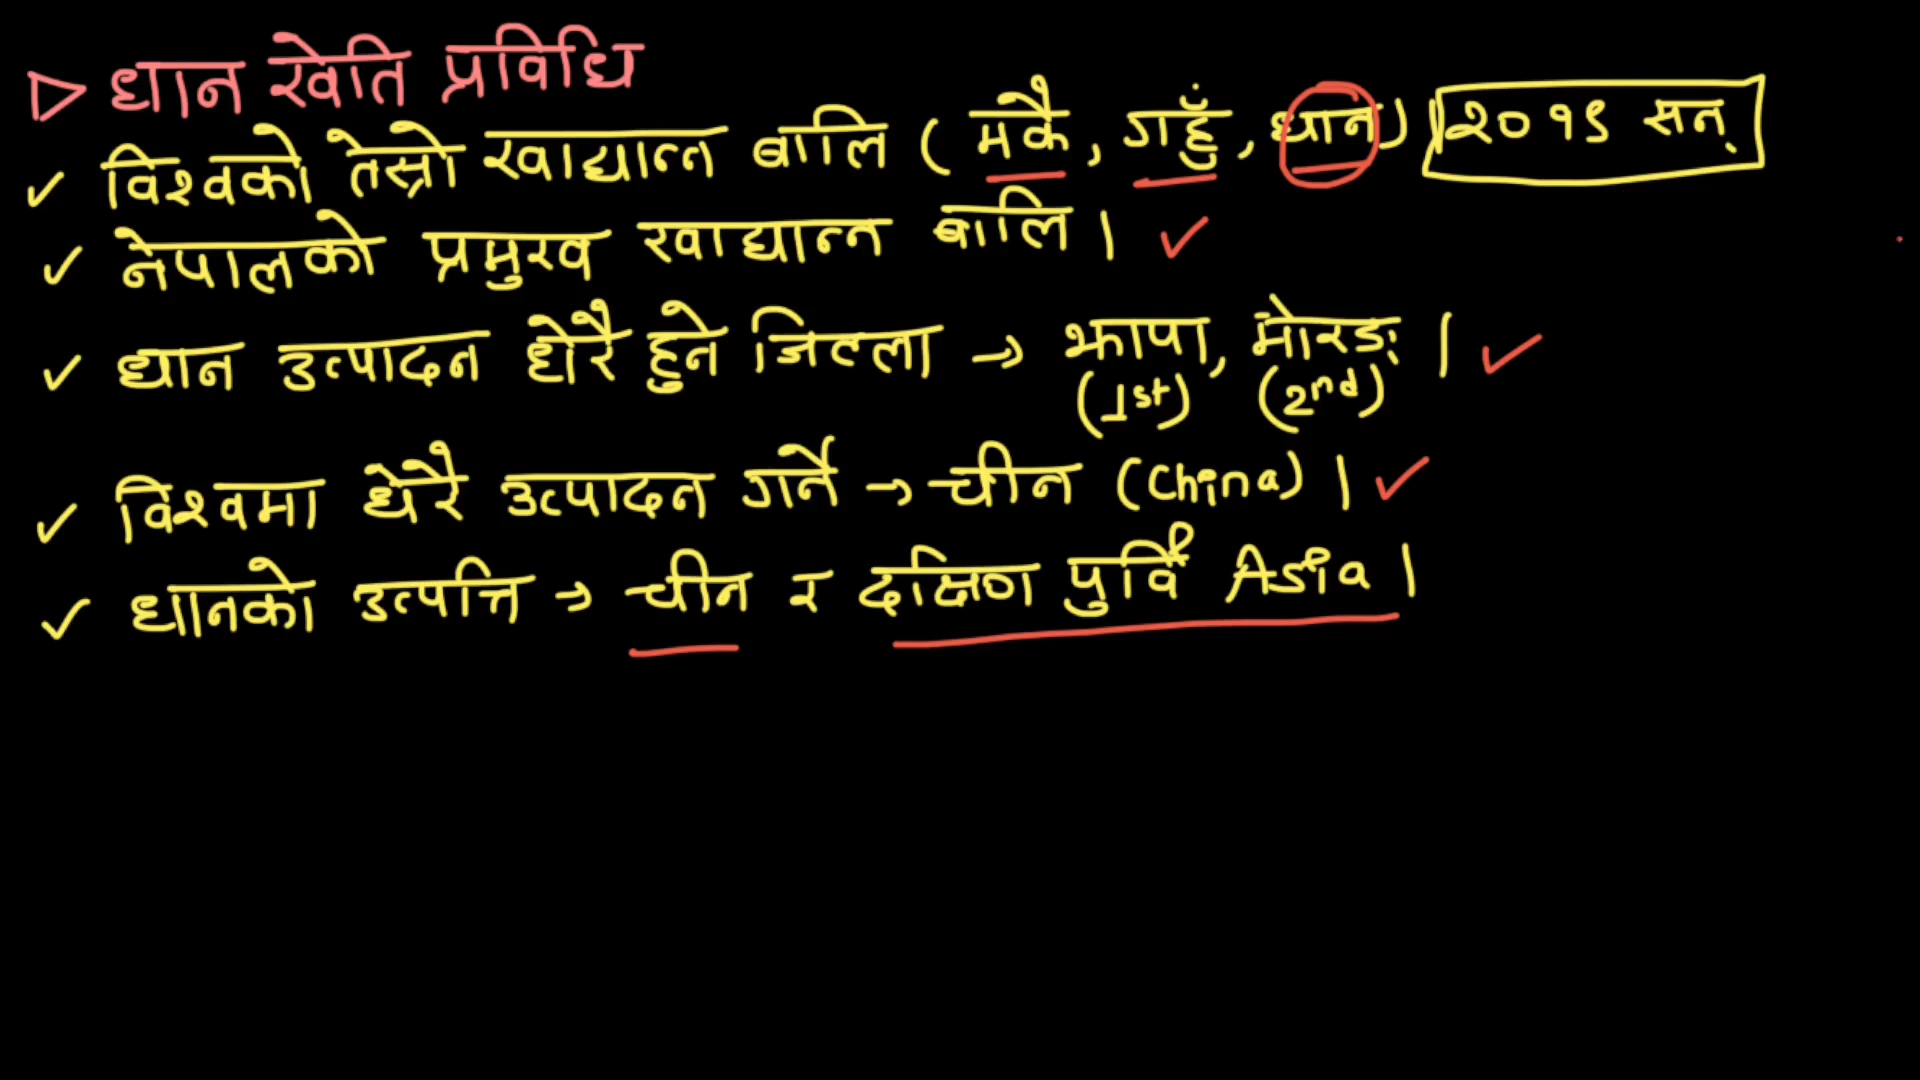 ▷ धान खेति प्रविधि
✓ विश्वको तेस्रो खाद्यान्न बालि ( मकै, गहुँ, धान) २०१९ सन्
✓ नेपालको प्रमुख खाद्यान्न बालि । ✓
✓ धान उत्पादन धेरै हुने जिल्ला → झापा, मोरङ । ✓
(1st) (2nd)
✓ विश्वमा धेरै उत्पादन गर्ने → चीन (China) । ✓
✓ धानको उत्पत्ति → चीन र दक्षिण पुर्वि Asia ।